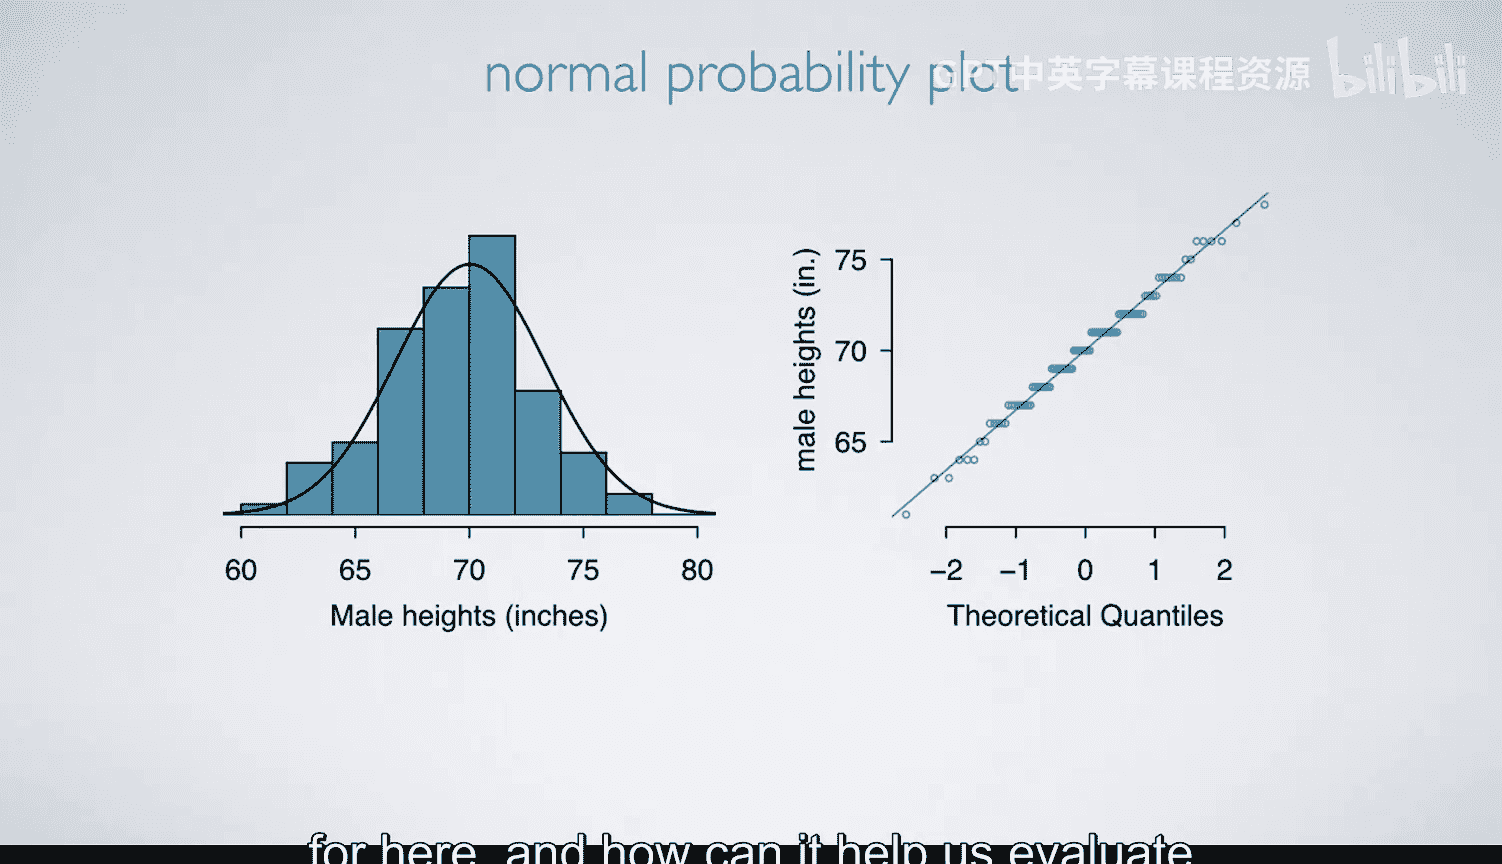 normal probability plot
中英字幕课程资源 bilibili
75
70
65
male heights (in.)
60 65 70 75 80
Male heights (inches)
−2 −1 0 1 2
Theoretical Quantiles
for here, and how can it help us evaluate